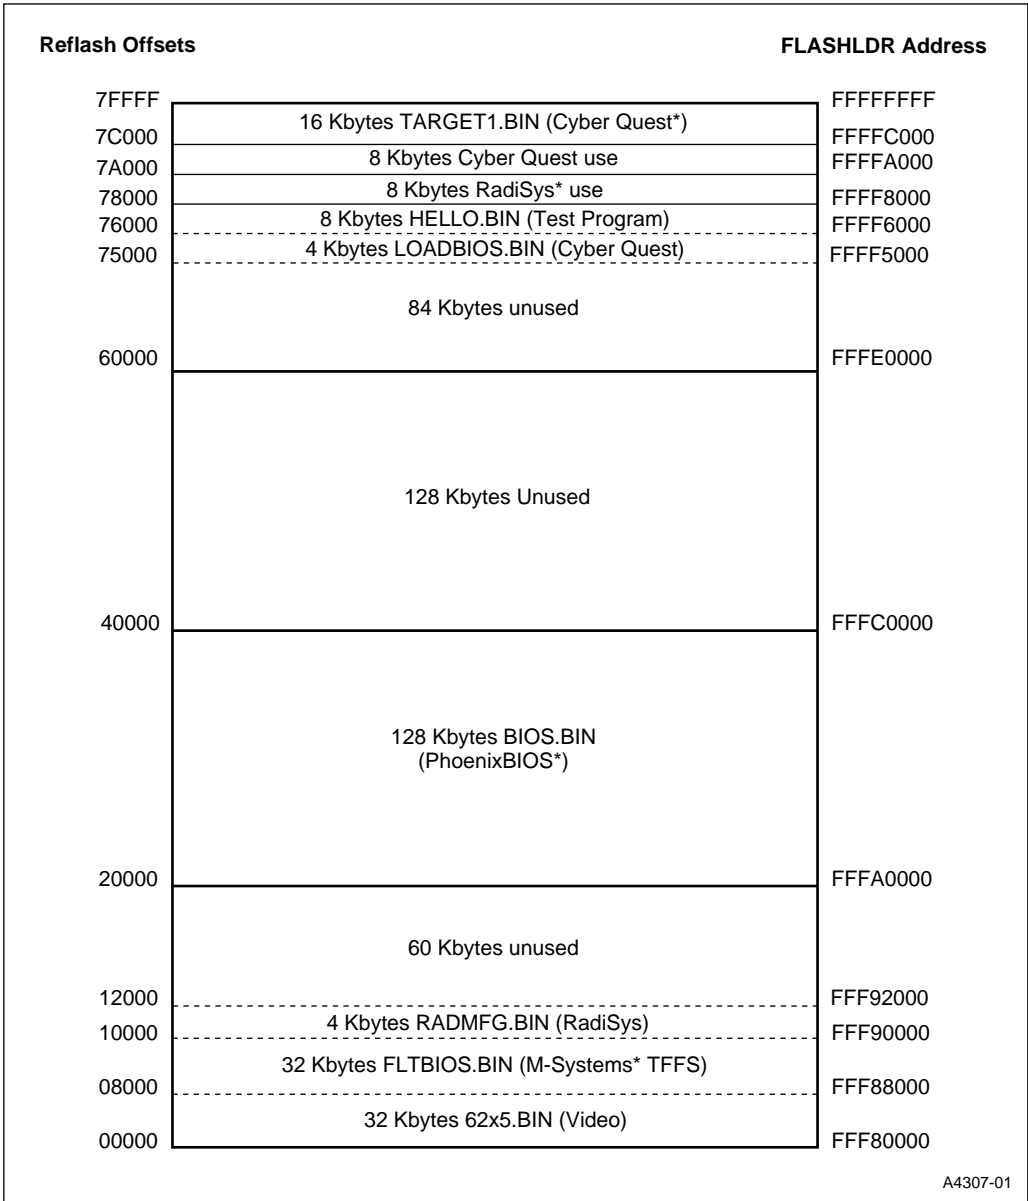 Reflash Offsets FLASHLDR Address
7FFFF FFFFFFFF
16 Kbytes TARGET1.BIN (Cyber Quest*)
7C000 FFFFC000
8 Kbytes Cyber Quest use
7A000 FFFFA000
8 Kbytes RadiSys* use
78000 FFFF8000
8 Kbytes HELLO.BIN (Test Program)
76000 FFFF6000
4 Kbytes LOADBIOS.BIN (Cyber Quest)
75000 FFFF5000
84 Kbytes unused
60000 FFFE0000
128 Kbytes Unused
40000 FFFC0000
128 Kbytes BIOS.BIN
(PhoenixBIOS*)
20000 FFFA0000
60 Kbytes unused
12000 FFF92000
4 Kbytes RADMFG.BIN (RadiSys)
10000 FFF90000
32 Kbytes FLTBIOS.BIN (M-Systems* TFFS)
08000 FFF88000
32 Kbytes 62x5.BIN (Video)
00000 FFF80000
A4307-01